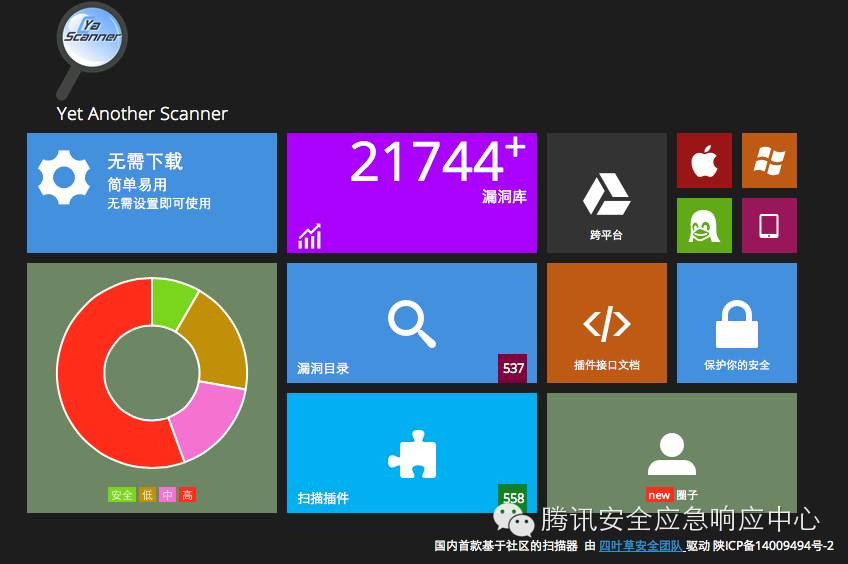 Ya
Scanner
Yet Another Scanner
无需下载
简单易用
无需设置即可使用
21744+
漏洞库
跨平台
安全 低 中 高
漏洞目录
537
插件接口文档
保护你的安全
扫描插件
558
new 圈子
腾讯安全应急响应中心
国内首款基于社区的扫描器 由 四叶草安全团队 驱动 陕ICP备14009494号-2